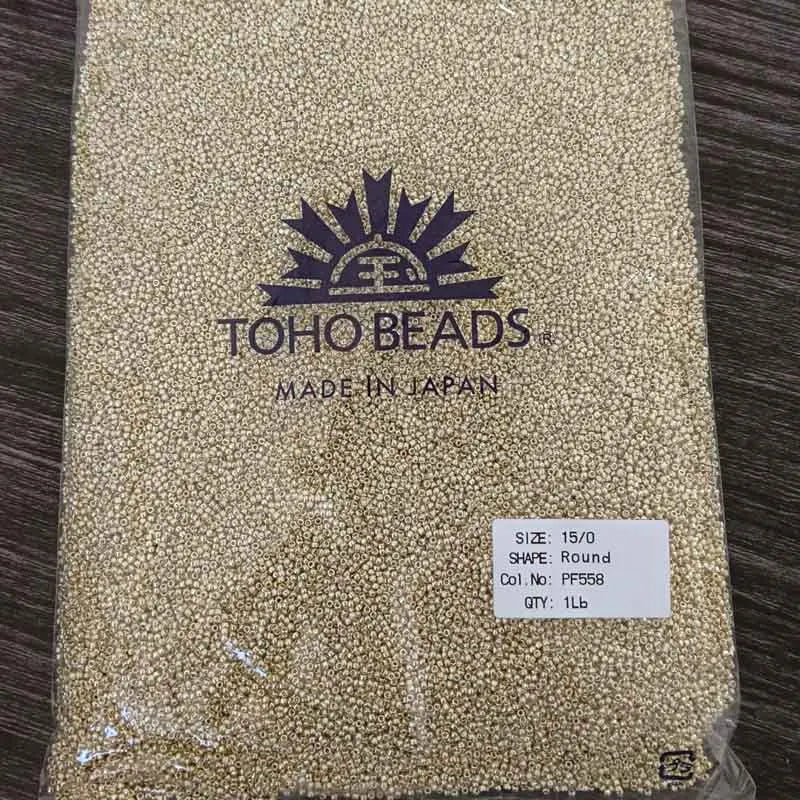 TOHO BEADS®
MADE IN JAPAN
SIZE: 15/0
SHAPE: Round
Col.No: PF558
QTY: 1Lb